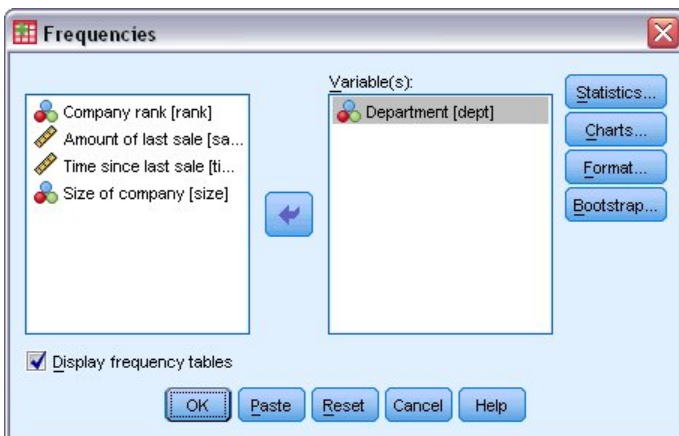 Frequencies
Variable(s):
Company rank [rank]
Amount of last sale [sa...
Time since last sale [ti...
Size of company [size]
Department [dept]
Statistics...
Charts...
Format...
Bootstrap...
Display frequency tables
OK
Paste
Reset
Cancel
Help